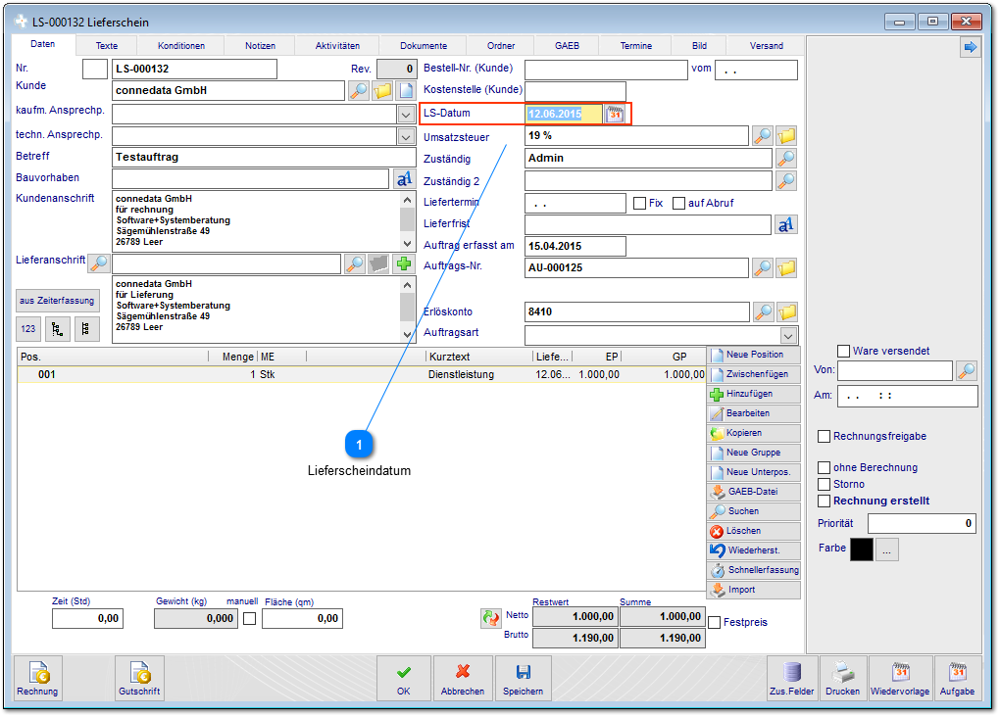 LS-000132 Lieferschein
Daten Texte Konditionen Notizen Aktivitäten Dokumente Ordner GAEB Termine Bild Versand
Nr. LS-000132 Rev. 0 Bestell-Nr. (Kunde) vom . .
Kunde connedata GmbH Kostenstelle (Kunde)
kaufm. Ansprechp. LS-Datum 12.06.2015 31
techn. Ansprechp. Umsatzsteuer 19 %
Betreff Testauftrag Zuständig Admin
Bauvorhaben aA Zuständig 2
Kundenanschrift connedata GmbH
für rechnung
Software+Systemberatung
Sägemühlenstraße 49
26789 Leer
Liefertermin . . Fix auf Abruf
Lieferfrist aA
Auftrag erfasst am 15.04.2015
Lieferanschrift Auftrags-Nr. AU-000125
connedata GmbH
für Lieferung
Software+Systemberatung
Sägemühlenstraße 49
26789 Leer
aus Zeiterfassung
123
Erlöskonto 8410
Auftragsart
Pos. Menge ME Kurztext Liefe... EP GP
001 1 Stk Dienstleistung 12.06... 1.000,00 1.000,00
1
Lieferscheindatum
Neue Position
Zwischenfügen
Hinzufügen
Bearbeiten
Kopieren
Neue Gruppe
Neue Unterpos.
GAEB-Datei
Suchen
Löschen
Wiederherst.
Schnellerfassung
Import
Ware versendet
Von:
Am: . . : :
Rechnungsfreigabe
ohne Berechnung
Storno
Rechnung erstellt
Priorität 0
Farbe ...
Zeit (Std) Gewicht (kg) manuell Fläche (qm) Restwert Summe
0,00 0,000 0,00 Netto 1.000,00 1.000,00 Festpreis
Brutto 1.190,00 1.190,00
Rechnung Gutschrift OK Abbrechen Speichern Zus.Felder Drucken 31 Wiedervorlage 31 Aufgabe